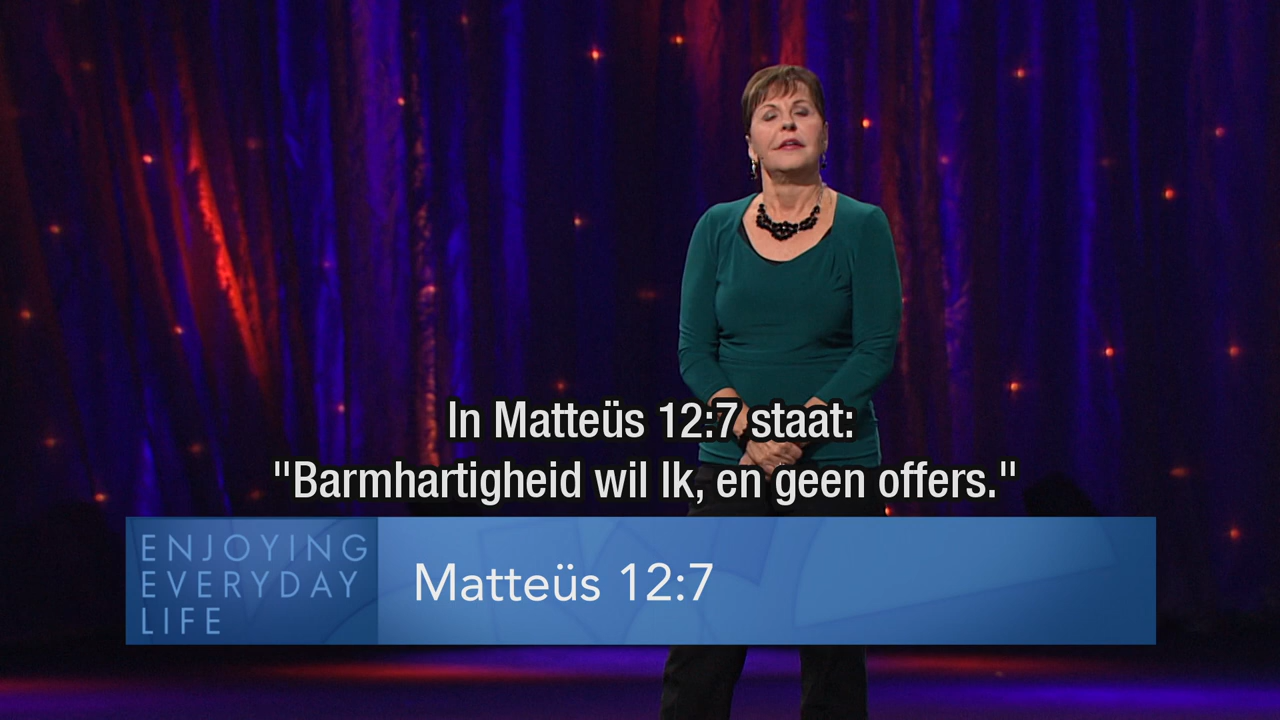 In Matteüs 12:7 staat:
"Barmhartigheid wil Ik, en geen offers."
ENJOYING
EVERYDAY
LIFE
Matteüs 12:7